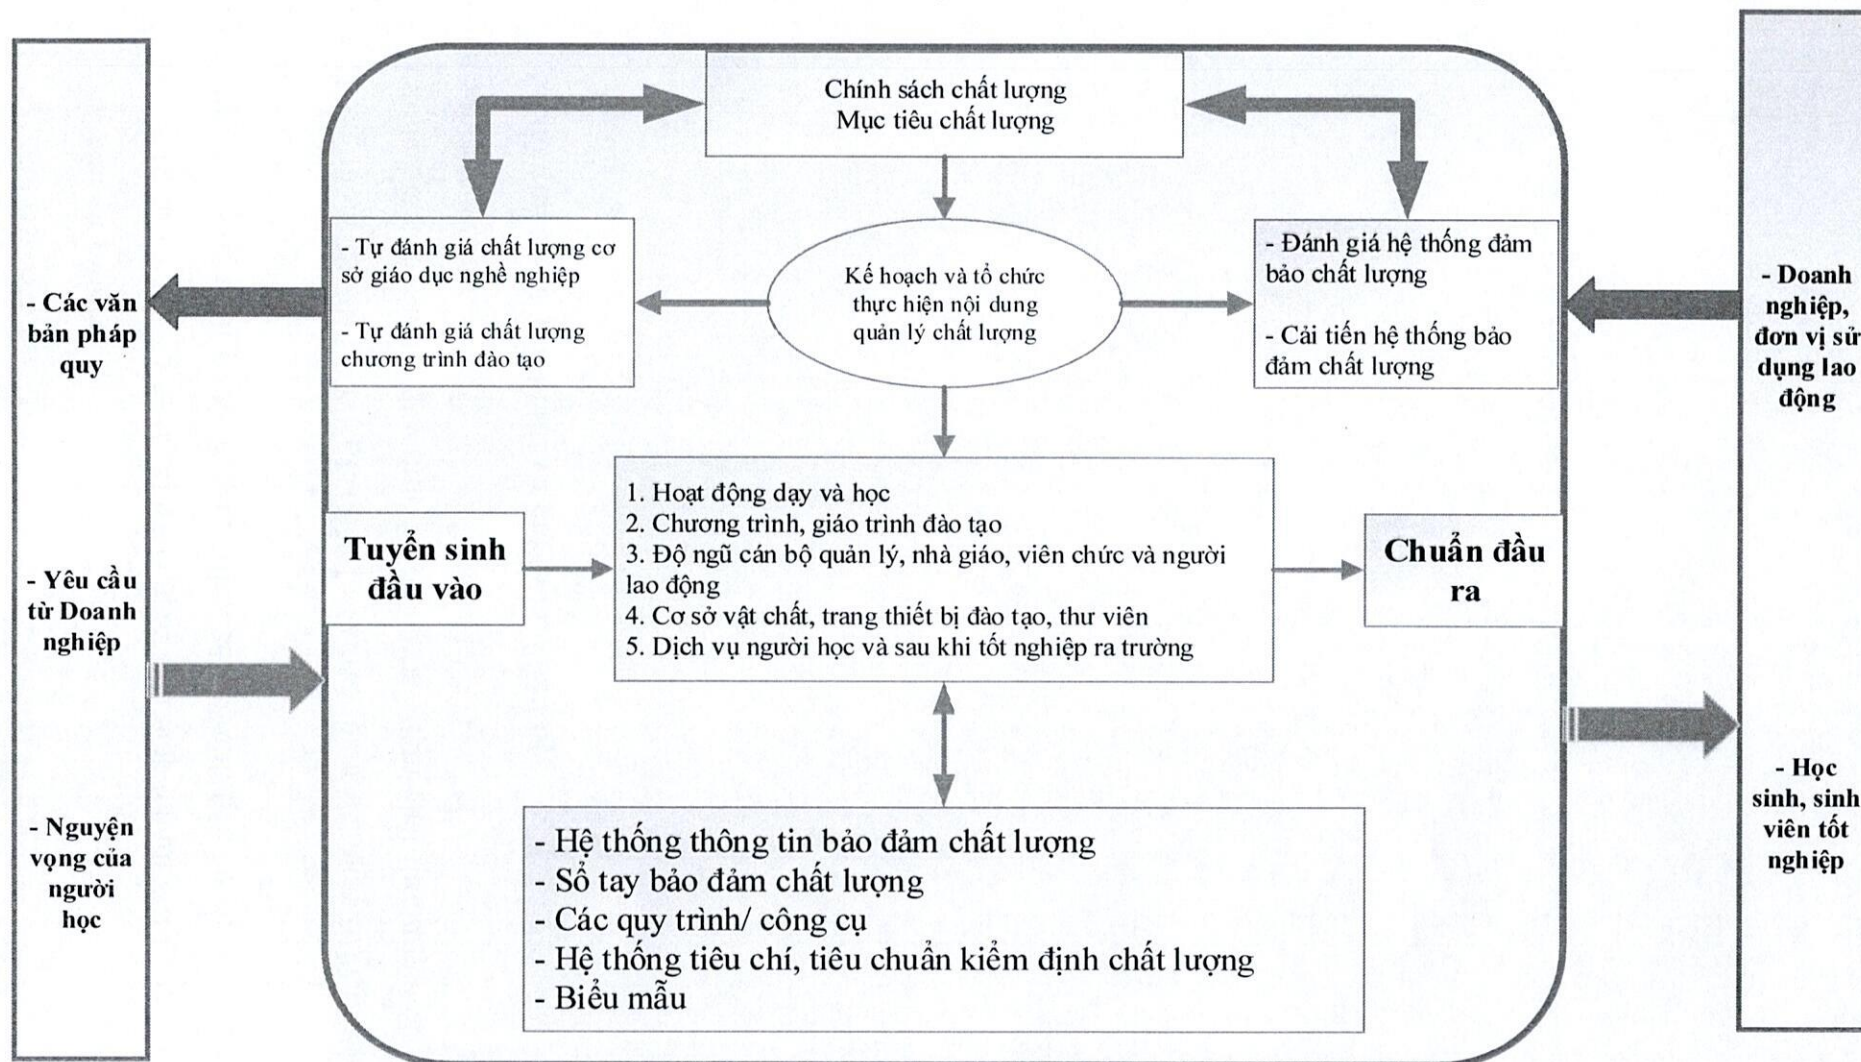 Chính sách chất lượng
Mục tiêu chất lượng
- Các văn
bản pháp
quy
- Yêu cầu
từ Doanh
nghiệp
- Nguyện
vọng của
người
học
- Tự đánh giá chất lượng cơ
sở giáo dục nghề nghiệp
- Tự đánh giá chất lượng
chương trình đào tạo
Kế hoạch và tổ chức
thực hiện nội dung
quản lý chất lượng
- Đánh giá hệ thống đảm
bảo chất lượng
- Cải tiến hệ thống bảo
đảm chất lượng
Tuyển sinh
đầu vào
1. Hoạt động dạy và học
2. Chương trình, giáo trình đào tạo
3. Độ ngũ cán bộ quản lý, nhà giáo, viên chức và người
lao động
4. Cơ sở vật chất, trang thiết bị đào tạo, thư viên
5. Dịch vụ người học và sau khi tốt nghiệp ra trường
Chuẩn đầu
ra
- Hệ thống thông tin bảo đảm chất lượng
- Sổ tay bảo đảm chất lượng
- Các quy trình/ công cụ
- Hệ thống tiêu chí, tiêu chuẩn kiểm định chất lượng
- Biểu mẫu
- Doanh
nghiệp,
đơn vị sử
dụng lao
động
- Học
sinh, sinh
viên tốt
nghiệp